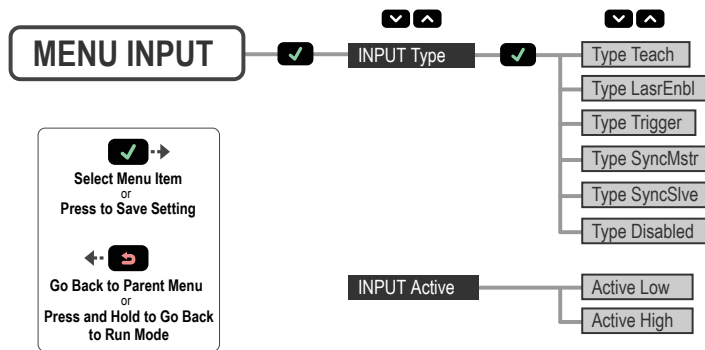 MENU INPUT
INPUT Type
Type Teach
Type LasrEnbl
Type Trigger
Type SyncMstr
Type SyncSlve
Type Disabled
Select Menu Item
or
Press to Save Setting
Go Back to Parent Menu
or
Press and Hold to Go Back
to Run Mode
INPUT Active
Active Low
Active High